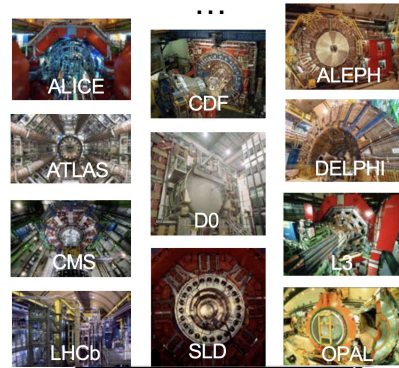 ...
ALICE
ATLAS
CMS
LHCb
CDF
D0
SLD
ALEPH
DELPHI
L3
OPAL